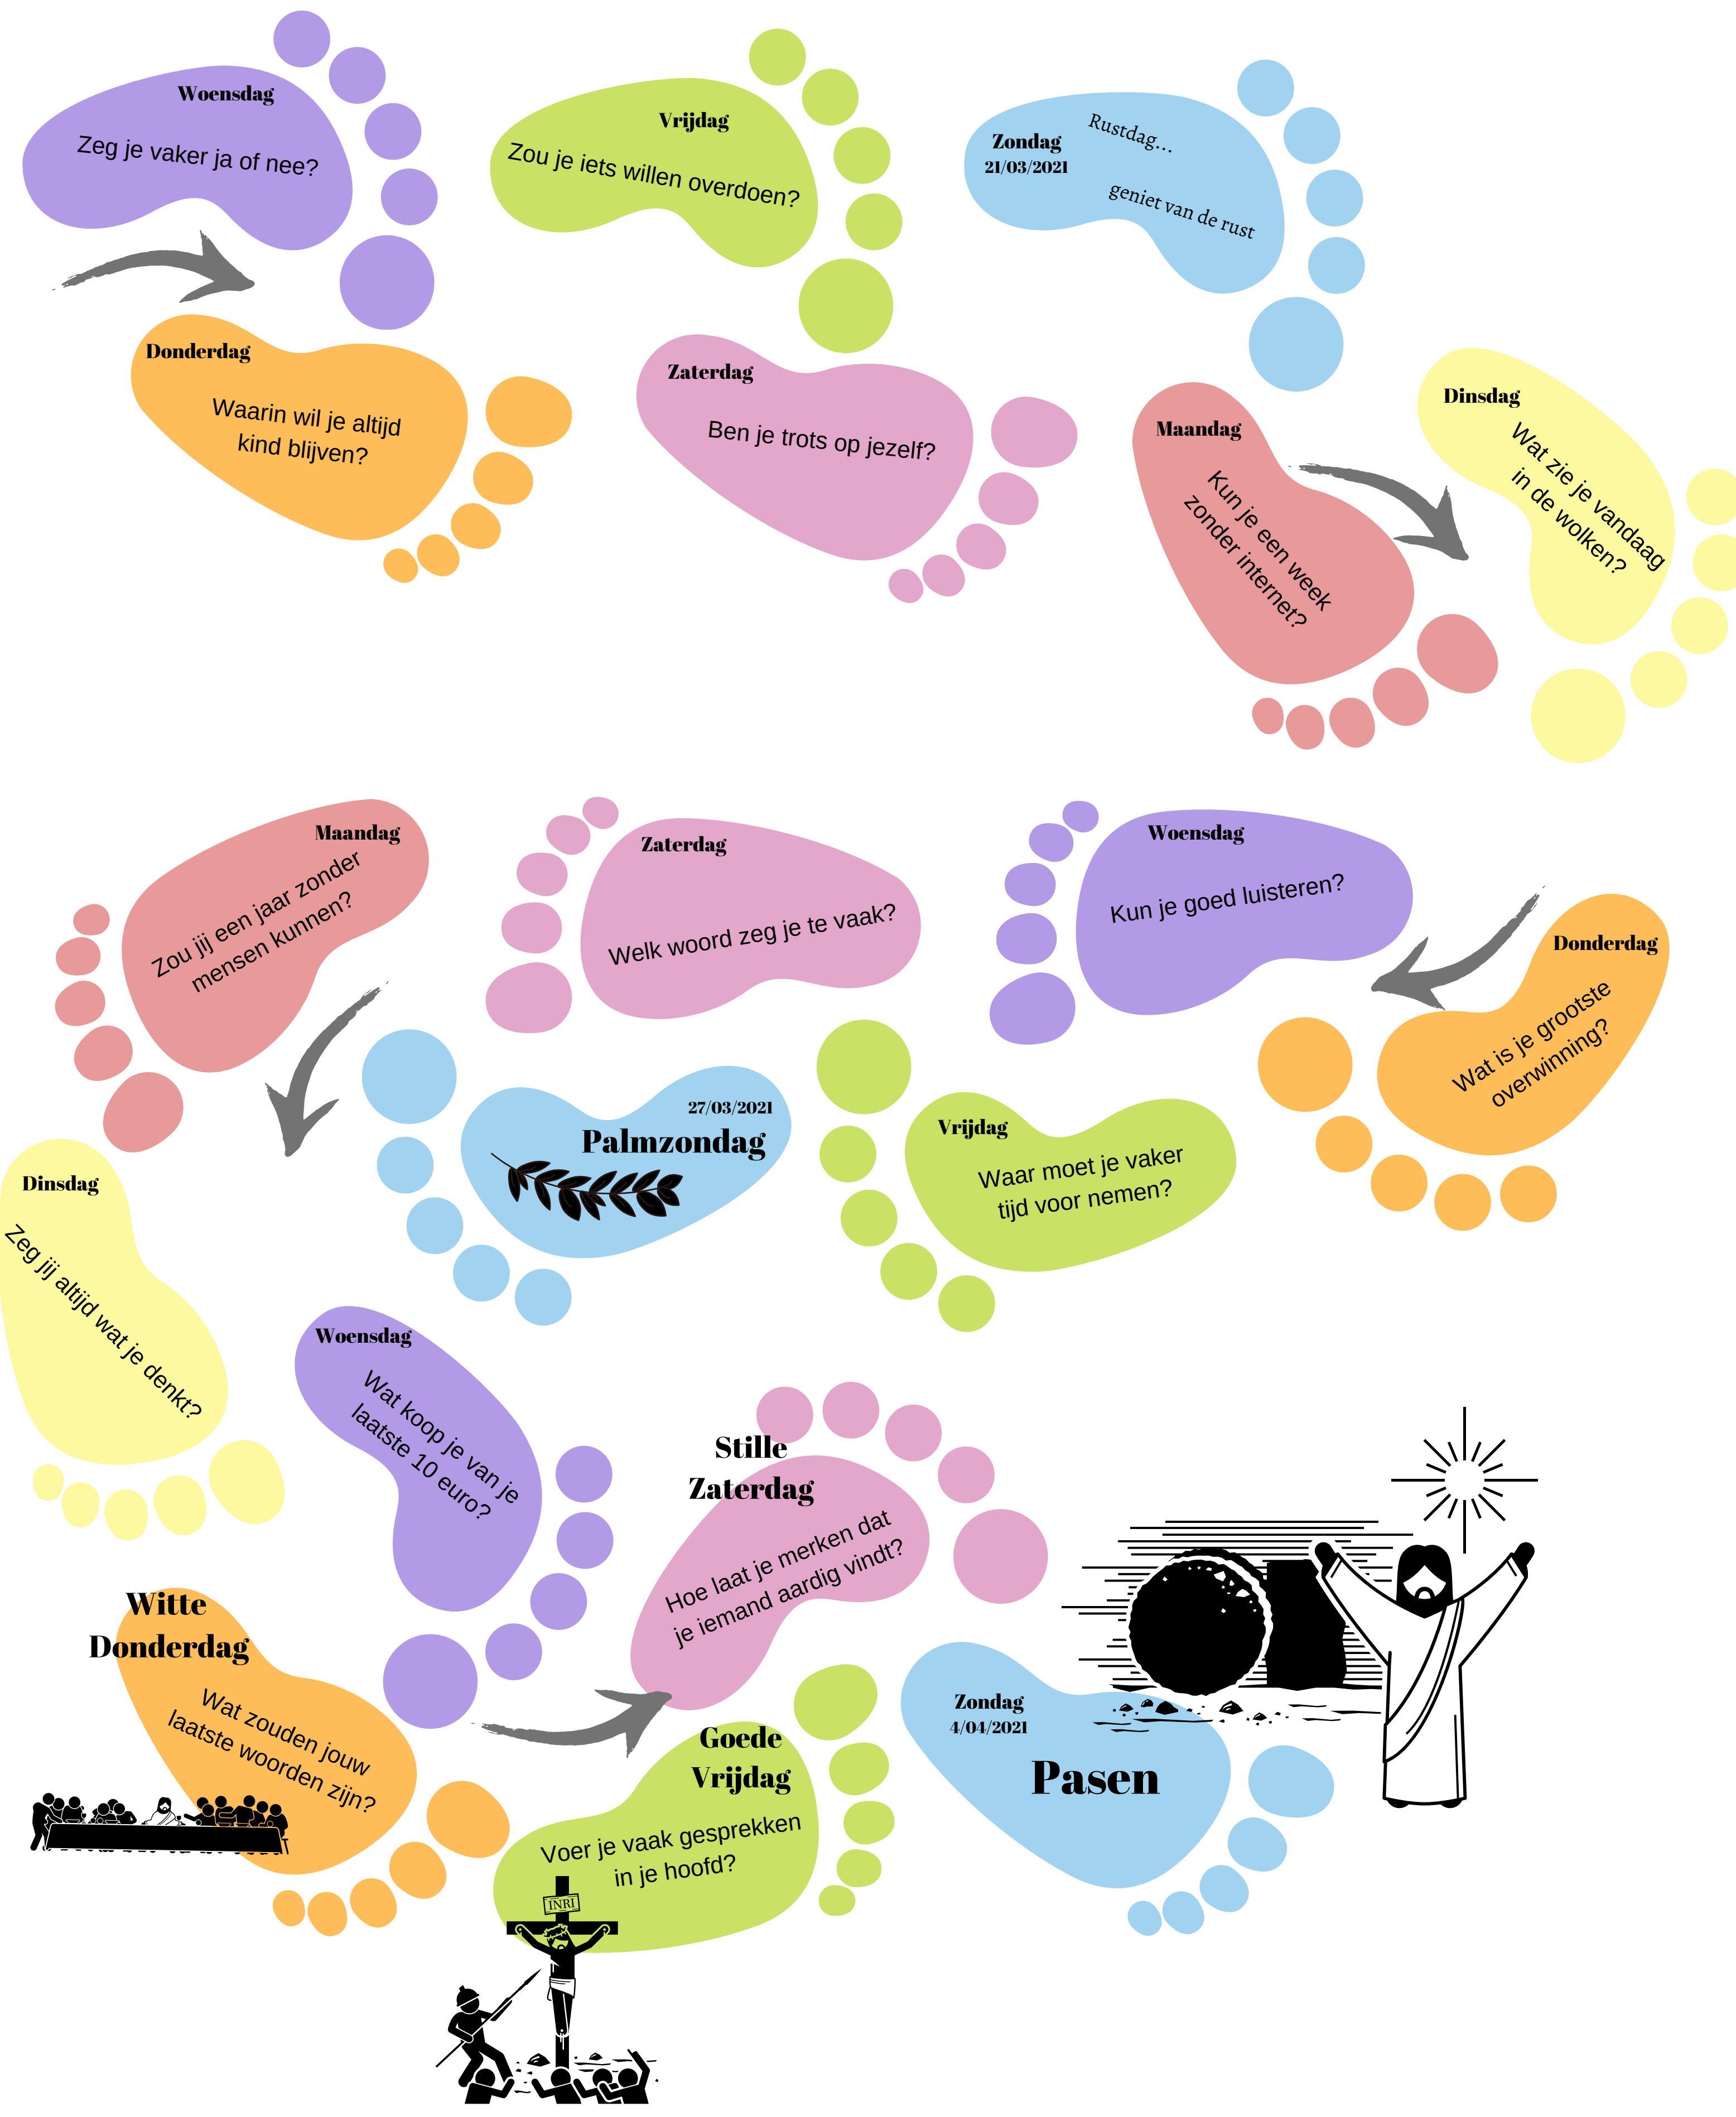 Woensdag
Zeg je vaker ja of nee?
Donderdag
Waarin wil je altijd
kind blijven?
Vrijdag
Zou je iets willen overdoen?
Zaterdag
Ben je trots op jezelf?
Zondag
21/03/2021
Rustdag...
geniet van de rust
Maandag
Kun je een week
zonder internet?
Dinsdag
Wat zie je vandaag
in de wolken?
Woensdag
Kun je goed luisteren?
Donderdag
Wat is je grootste
overwinning?
Vrijdag
Waar moet je vaker
tijd voor nemen?
Zaterdag
Welk woord zeg je te vaak?
27/03/2021
Palmzondag
Maandag
Zou jij een jaar zonder
mensen kunnen?
Dinsdag
Zeg jij altijd wat je denkt?
Woensdag
Wat koop je van je
laatste 10 euro?
Witte
Donderdag
Wat zouden jouw
laatste woorden zijn?
Goede
Vrijdag
Voer je vaak gesprekken
in je hoofd?
INRI
Stille
Zaterdag
Hoe laat je merken dat
je iemand aardig vindt?
Zondag
4/04/2021
Pasen